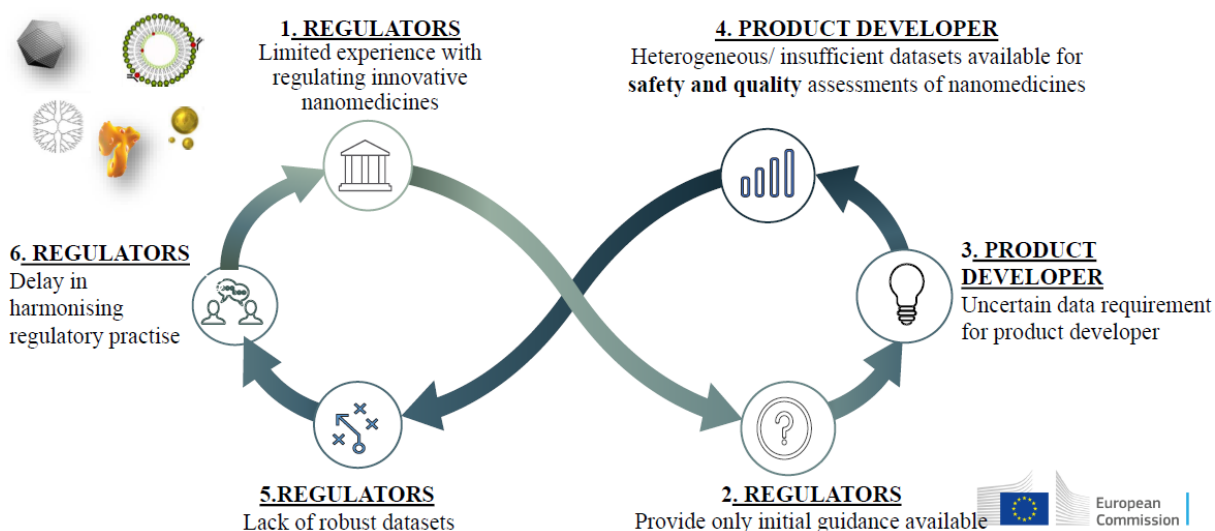 1. REGULATORS
Limited experience with
regulating innovative
nanomedicines
4. PRODUCT DEVELOPER
Heterogeneous/ insufficient datasets available for
safety and quality assessments of nanomedicines
6. REGULATORS
Delay in
harmonising
regulatory practise
3. PRODUCT
DEVELOPER
Uncertain data requirement
for product developer
?
5.REGULATORS
Lack of robust datasets
2. REGULATORS
Provide only initial guidance available
European
Commission